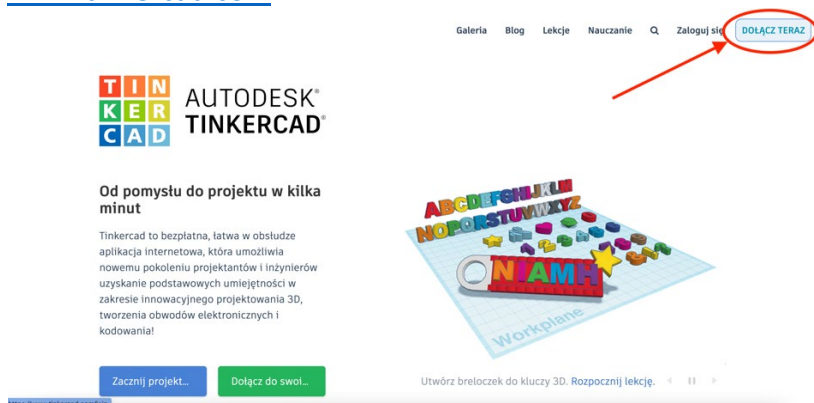 Galeria Blog Lekcje Nauczanie Zaloguj się DOŁĄCZ TERAZ
TIN
KER
CAD
AUTODESK®
TINKERCAD®
Od pomysłu do projektu w kilka
minut
Tinkercad to bezpłatna, łatwa w obsłudze
aplikacja internetowa, która umożliwia
nowemu pokoleniu projektantów i inżynierów
uzyskanie podstawowych umiejętności w
zakresie innowacyjnego projektowania 3D,
tworzenia obwodów elektronicznych i
kodowania!
ABCDEFGHIJKLM
NOPQRSTUVWXYZ
NIAMH
Workplane
Zacznij projekt...
Dołącz do swoi...
Utwórz breloczek do kluczy 3D. Rozpocznij lekcję.